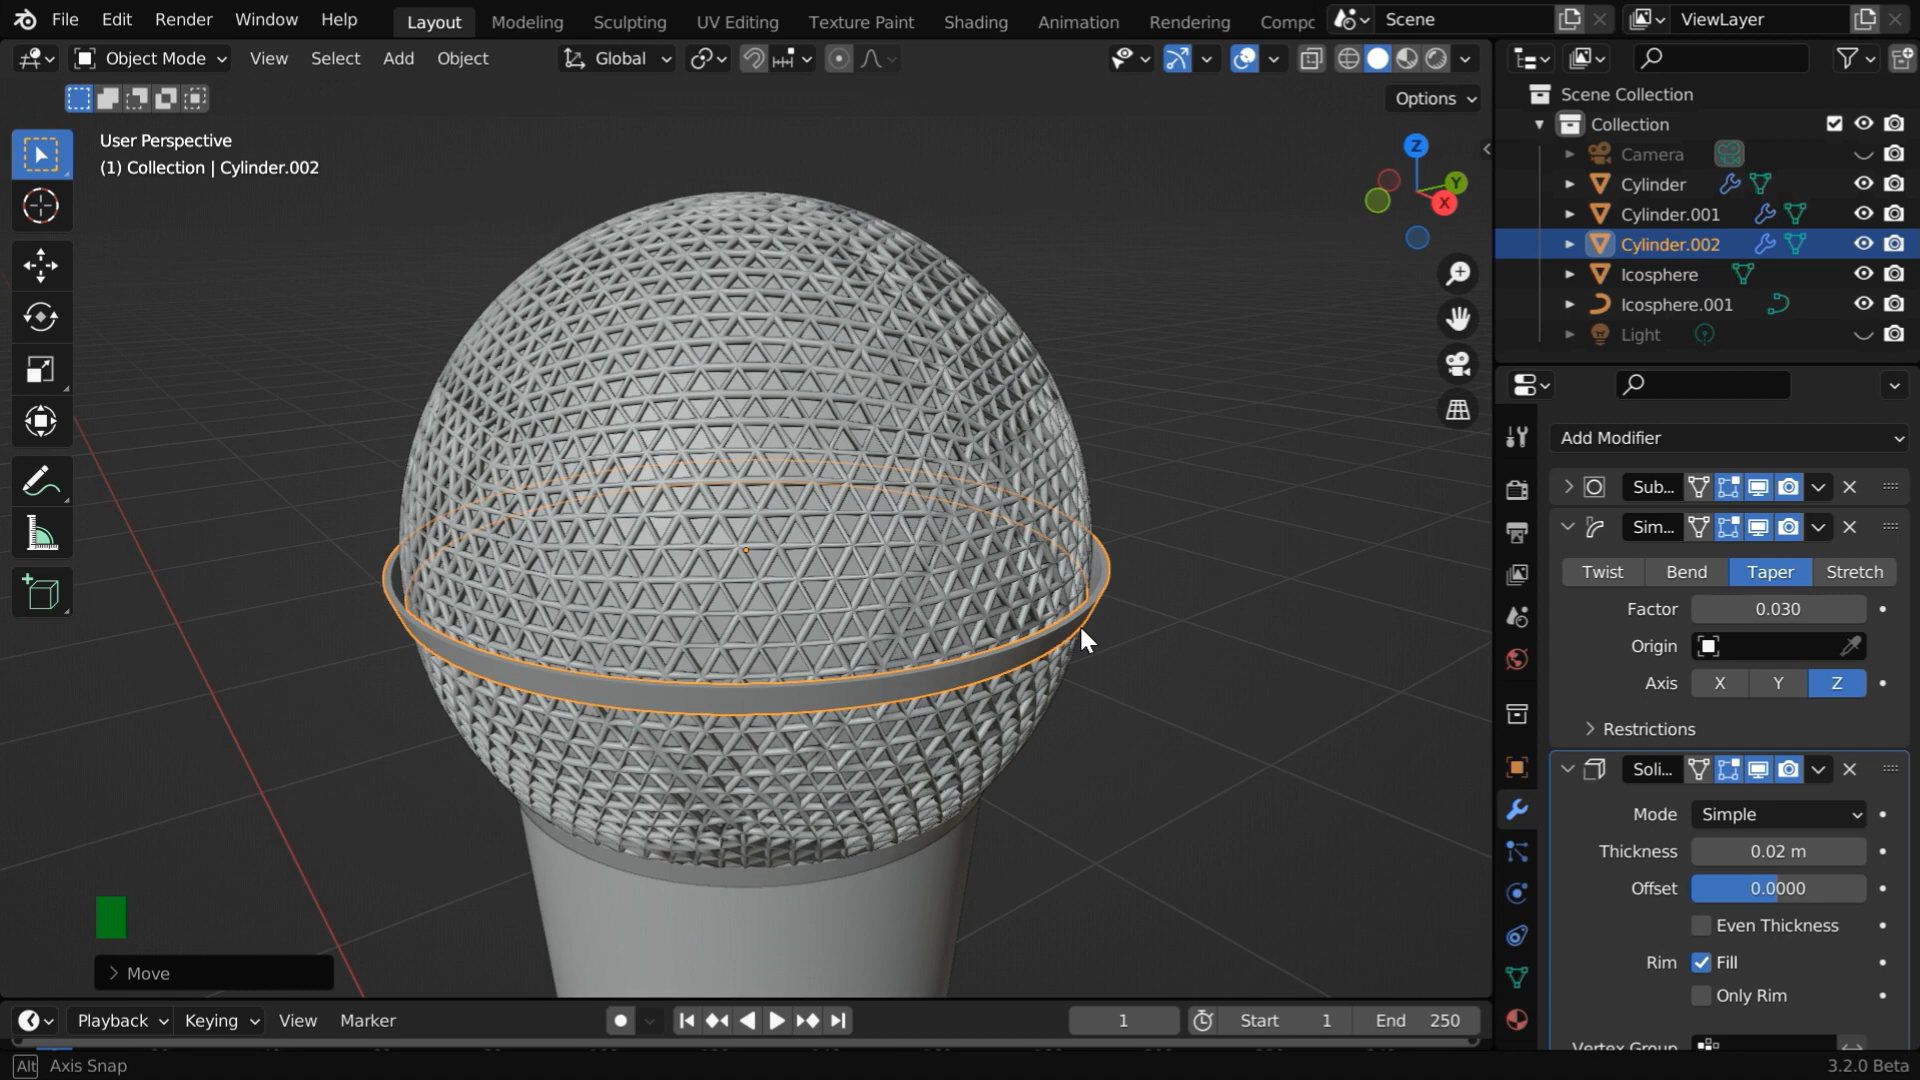 File Edit Render Window Help Layout Modeling Sculpting UV Editing Texture Paint Shading Animation Rendering Compc Scene ViewLayer
Object Mode View Select Add Object Global
Options
User Perspective
(1) Collection | Cylinder.002
Z
Y
X
Move
Scene Collection
Collection
Camera
Cylinder
Cylinder.001
Cylinder.002
Icosphere
Icosphere.001
Light
Add Modifier
Sub...
Sim...
Twist Bend Taper Stretch
Factor 0.030
Origin
Axis X Y Z
Restrictions
Soli...
Mode Simple
Thickness 0.02 m
Offset 0.0000
Even Thickness
Rim Fill
Only Rim
Vertex Group
Playback Keying View Marker 1 Start 1 End 250
Alt Axis Snap 3.2.0 Beta